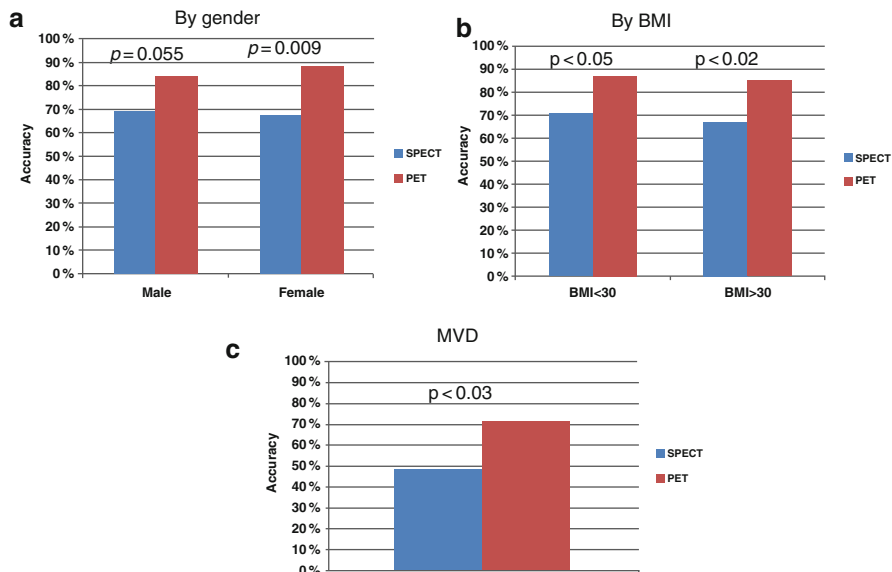 a
By gender
100 %
90 %
80 %
70 %
60 %
50 %
40 %
30 %
20 %
10 %
0 %
Accuracy
p = 0.055
p = 0.009
Male
Female
SPECT
PET
b
By BMI
100 %
90 %
80 %
70 %
60 %
50 %
40 %
30 %
20 %
10 %
0 %
Accuracy
p < 0.05
p < 0.02
BMI<30
BMI>30
SPECT
PET
c
MVD
100 %
90 %
80 %
70 %
60 %
50 %
40 %
30 %
20 %
10 %
0 %
Accuracy
p < 0.03
SPECT
PET